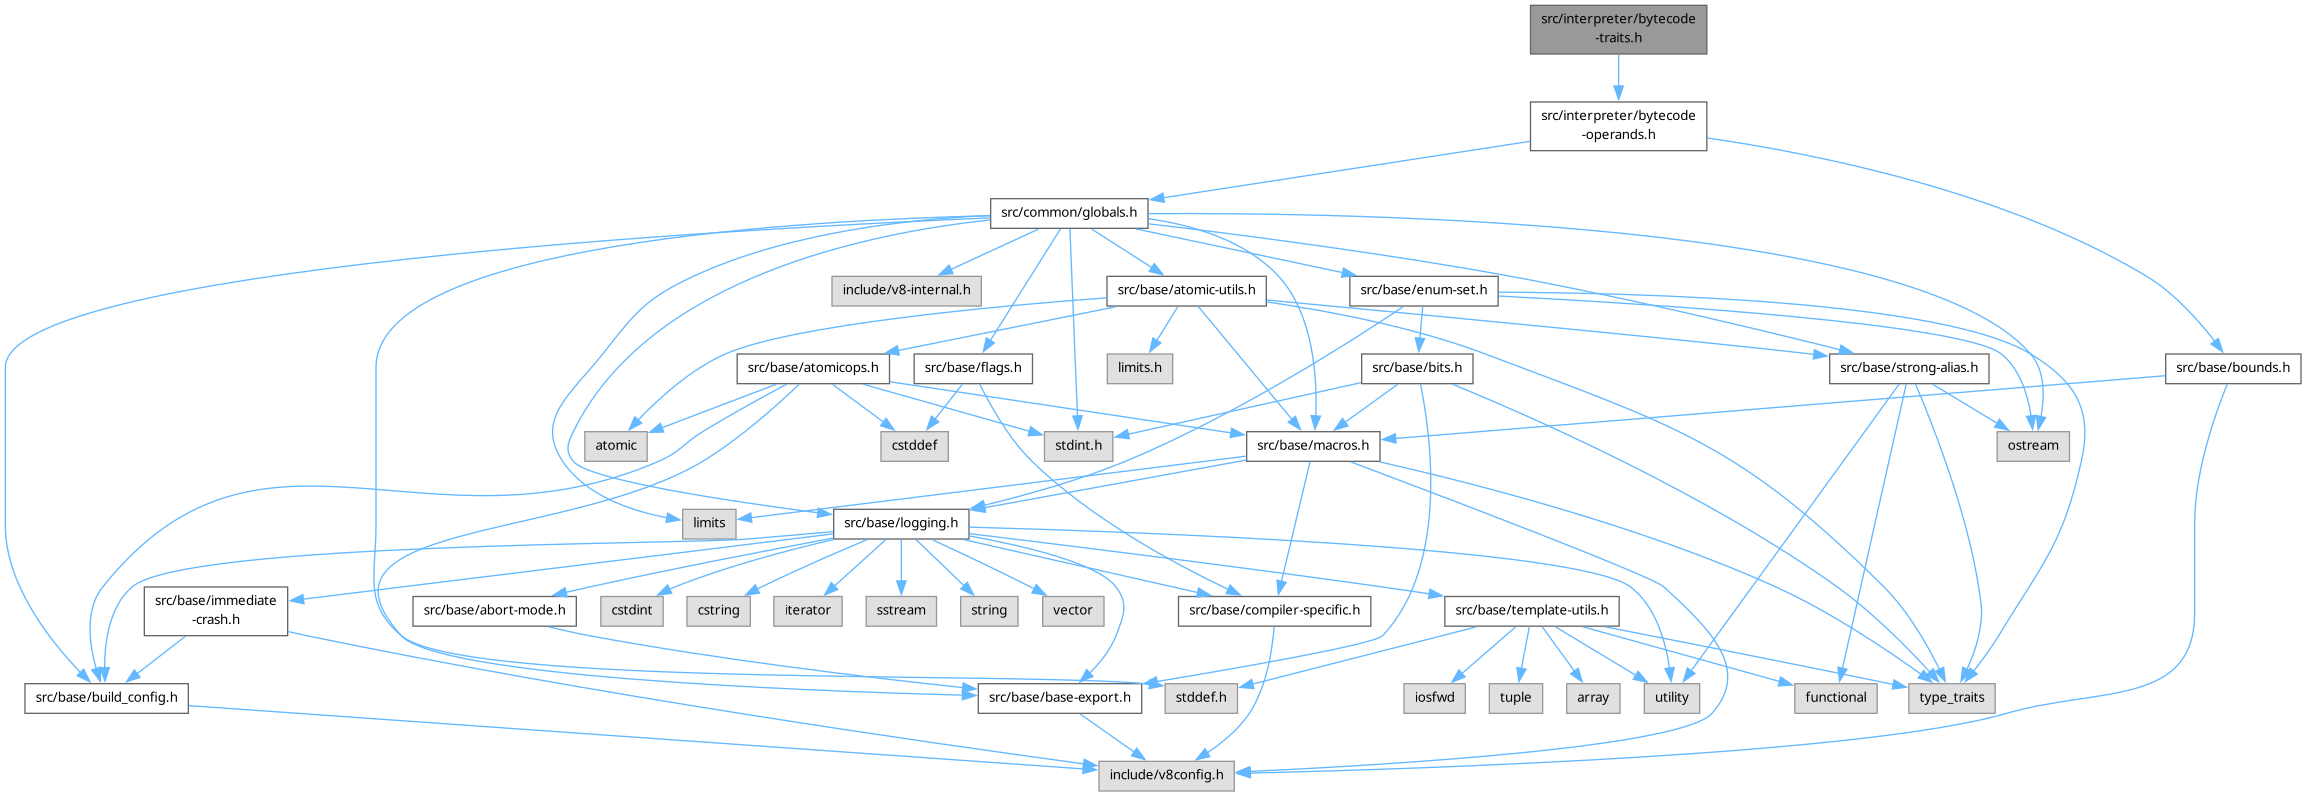 src/interpreter/bytecode
-traits.h
src/interpreter/bytecode
-operands.h
src/common/globals.h
include/v8-internal.h
src/base/atomic-utils.h
src/base/enum-set.h
src/base/atomicops.h
src/base/flags.h
limits.h
src/base/bits.h
src/base/strong-alias.h
src/base/bounds.h
atomic
cstddef
stdint.h
src/base/macros.h
ostream
limits
src/base/logging.h
src/base/immediate
-crash.h
src/base/abort-mode.h
cstdint
cstring
iterator
sstream
string
vector
src/base/compiler-specific.h
src/base/template-utils.h
src/base/build_config.h
src/base/base-export.h
stddef.h
iosfwd
tuple
array
utility
functional
type_traits
include/v8config.h